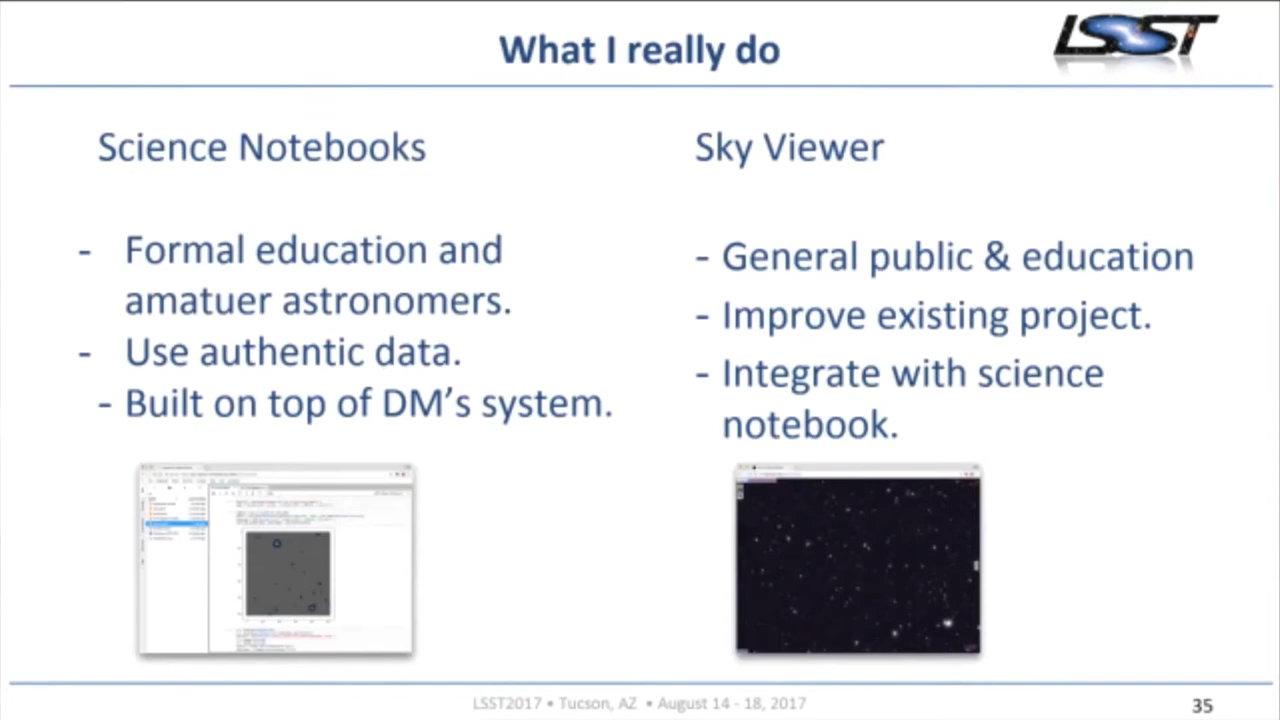 What I really do
LSST
Science Notebooks
- Formal education and
amatuer astronomers.
- Use authentic data.
- Built on top of DM’s system.
Sky Viewer
- General public & education
- Improve existing project.
- Integrate with science
notebook.
LSST2017 • Tucson, AZ • August 14 - 18, 2017
35